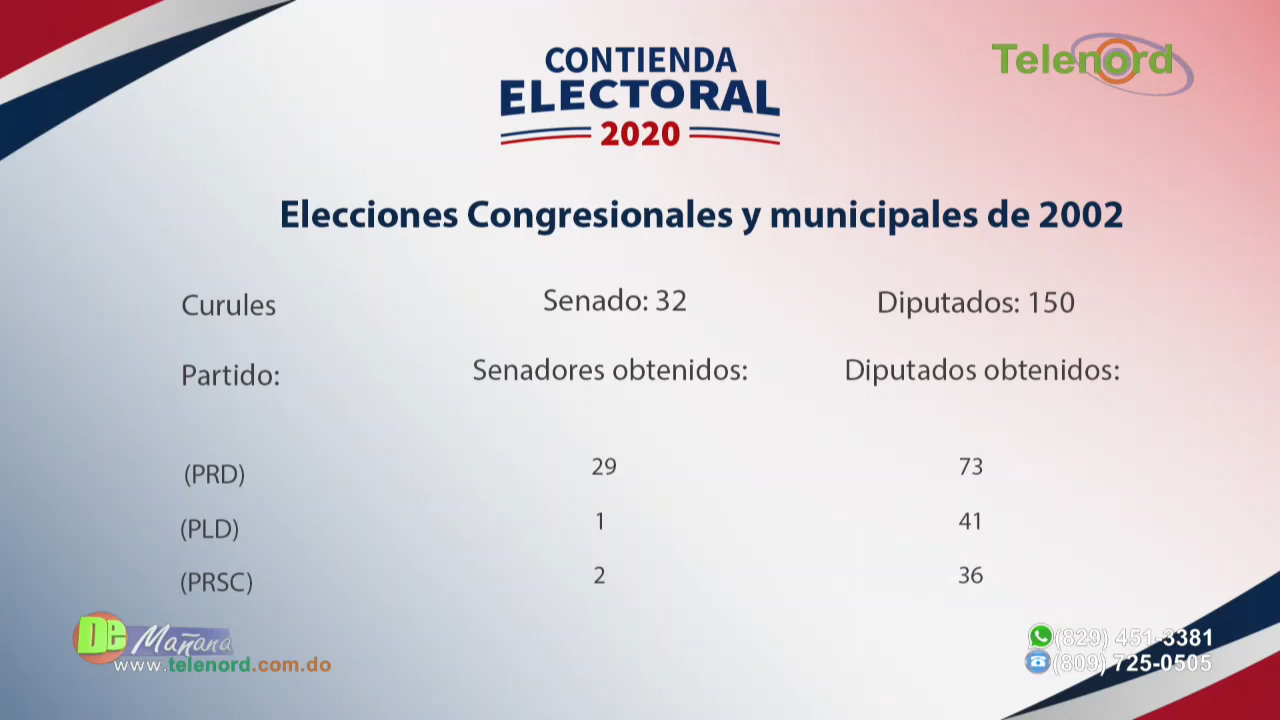 CONTIENDA
ELECTORAL
2020
Telenord
Elecciones Congresionales y municipales de 2002
Curules Senado: 32 Diputados: 150
Partido: Senadores obtenidos: Diputados obtenidos:
(PRD) 29 73
(PLD) 1 41
(PRSC) 2 36
De Mañana
www.telenord.com.do
(829) 451-3381
(809) 725-0505